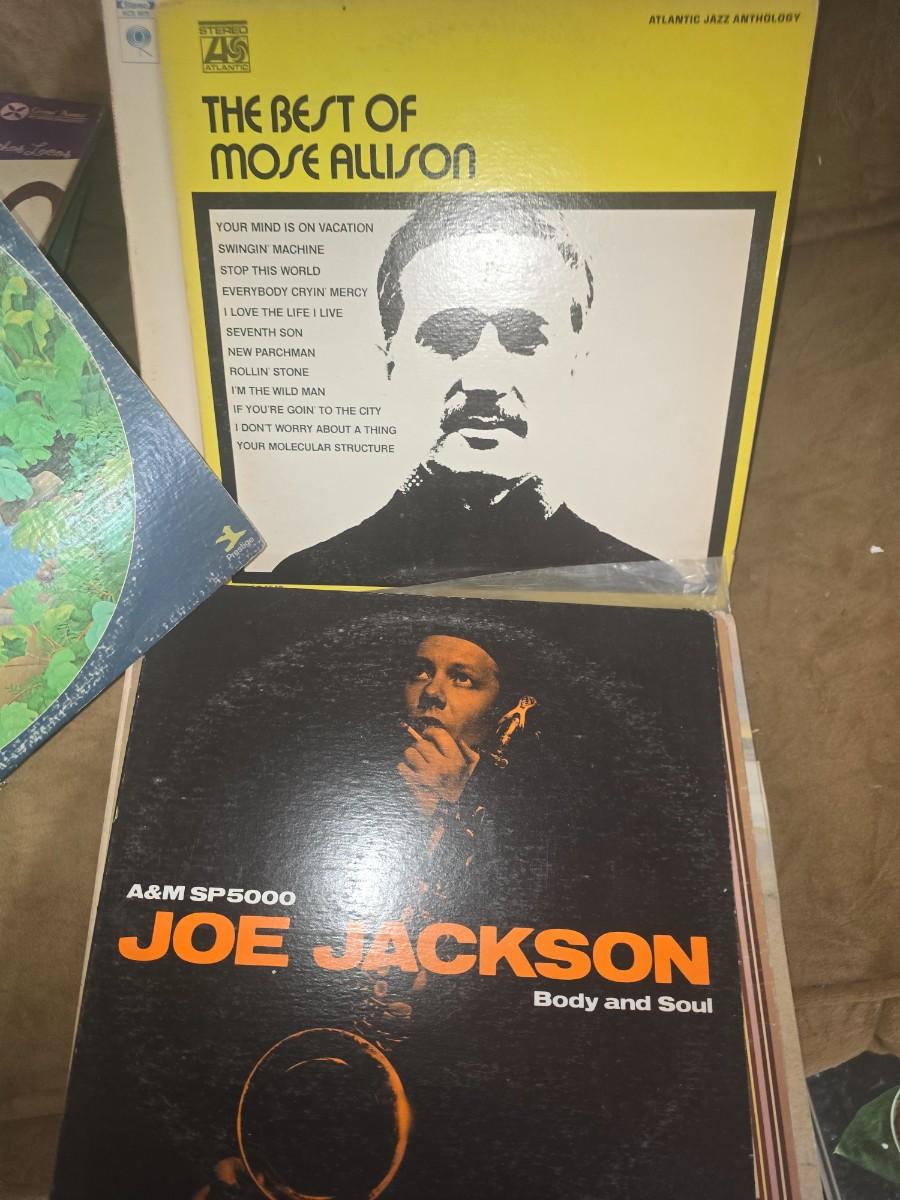 STEREO
ATLANTIC
ATLANTIC JAZZ ANTHOLOGY
THE BEST OF
MOSE ALLISON
YOUR MIND IS ON VACATION
SWINGIN' MACHINE
STOP THIS WORLD
EVERYBODY CRYIN' MERCY
I LOVE THE LIFE I LIVE
SEVENTH SON
NEW PARCHMAN
ROLLIN' STONE
I'M THE WILD MAN
IF YOU'RE GOIN' TO THE CITY
I DON'T WORRY ABOUT A THING
YOUR MOLECULAR STRUCTURE
Stereo
Prestige
A&M SP5000
JOE JACKSON
Body and Soul